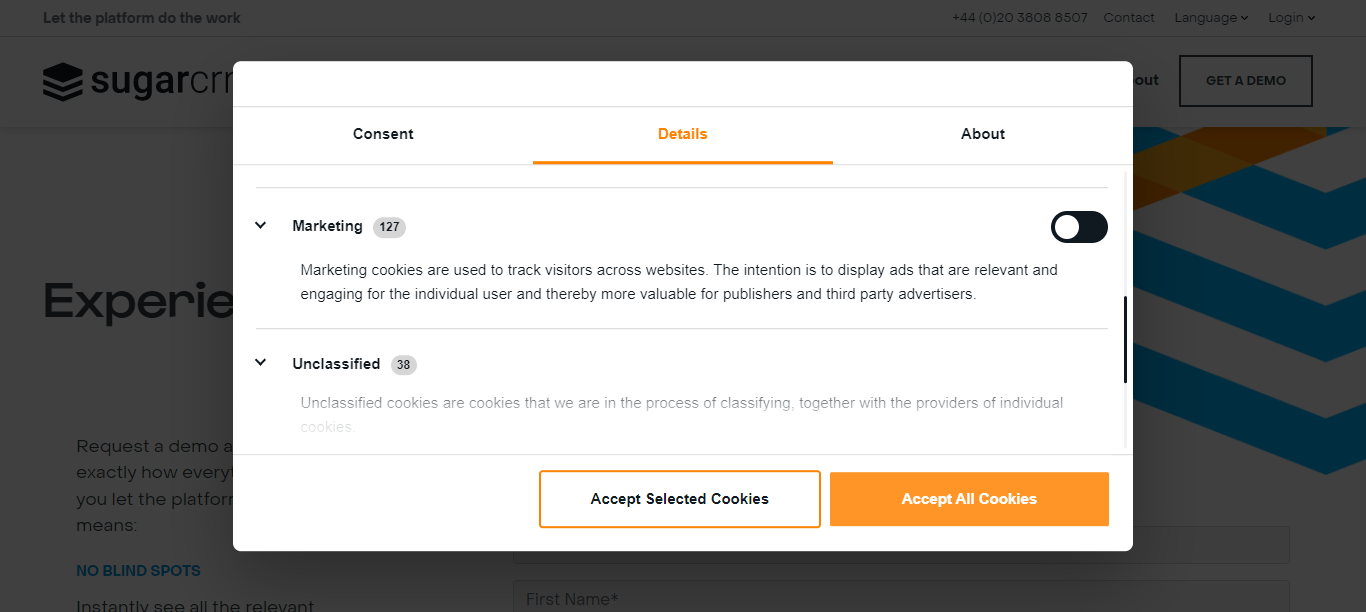 Let the platform do the work
+44 (0)20 3808 8507 Contact Language Login
sugarcr
out
GET A DEMO
Consent Details About
Marketing 127
Marketing cookies are used to track visitors across websites. The intention is to display ads that are relevant and
engaging for the individual user and thereby more valuable for publishers and third party advertisers.
Unclassified 38
Unclassified cookies are cookies that we are in the process of classifying, together with the providers of individual
cookies.
Accept Selected Cookies Accept All Cookies
Experie
Request a demo a
exactly how everyt
you let the platform
means:
NO BLIND SPOTS
Instantly see all the relevant
First Name*